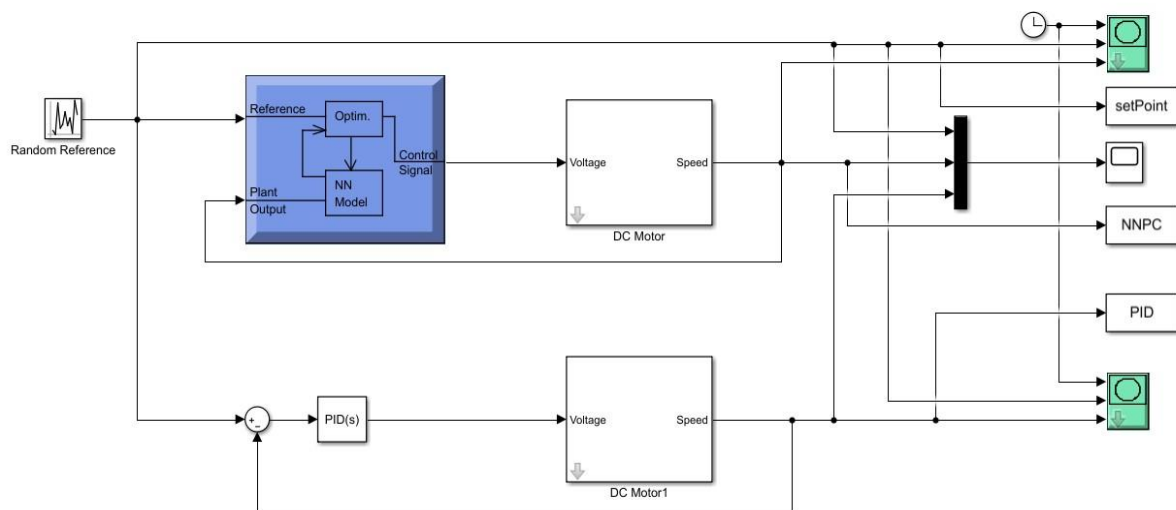 Random Reference
Reference
Optim.
Control
Signal
NN
Model
Plant
Output
Voltage
Speed
DC Motor
setPoint
NNPC
PID
+
−
PID(s)
Voltage
Speed
DC Motor1